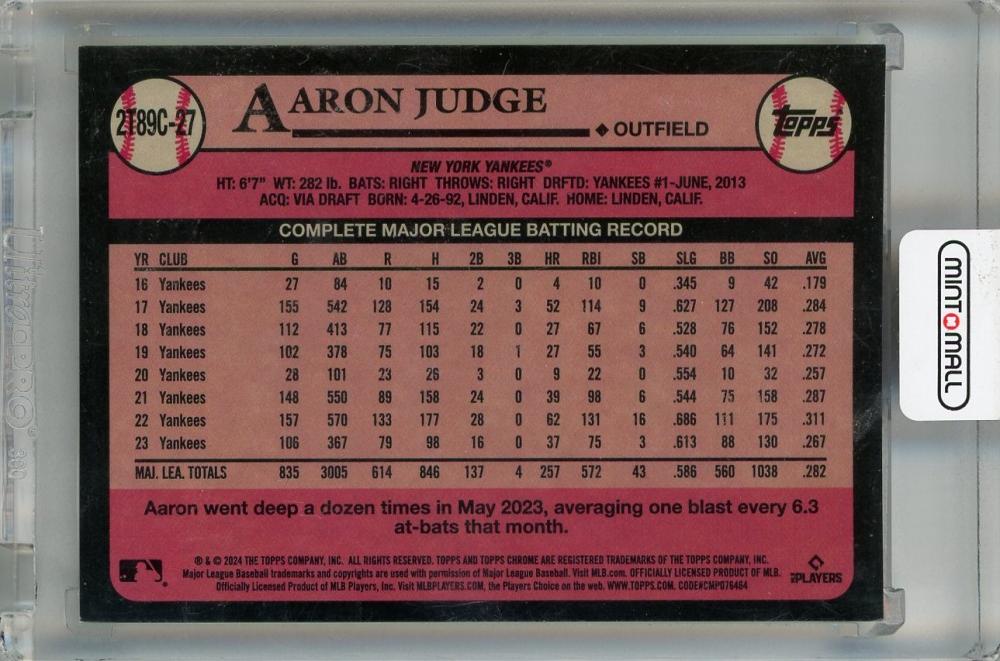 2T89C-27
AARON JUDGE
◆ OUTFIELD
TOPPS
NEW YORK YANKEES®
HT: 6'7" WT: 282 lb. BATS: RIGHT THROWS: RIGHT DRFTD: YANKEES #1-JUNE, 2013
ACQ: VIA DRAFT BORN: 4-26-92, LINDEN, CALIF. HOME: LINDEN, CALIF.
COMPLETE MAJOR LEAGUE BATTING RECORD
YR CLUB G AB R H 2B 3B HR RBI SB SLG BB SO AVG
16 Yankees 27 84 10 15 2 0 4 10 0 .345 9 42 .179
17 Yankees 155 542 128 154 24 3 52 114 9 .627 127 208 .284
18 Yankees 112 413 77 115 22 0 27 67 6 .528 76 152 .278
19 Yankees 102 378 75 103 18 1 27 55 3 .540 64 141 .272
20 Yankees 28 101 23 26 3 0 9 22 0 .554 10 32 .257
21 Yankees 148 550 89 158 24 0 39 98 6 .544 75 158 .287
22 Yankees 157 570 133 177 28 0 62 131 16 .686 111 175 .311
23 Yankees 106 367 79 98 16 0 37 75 3 .613 88 130 .267
MAJ. LEA. TOTALS 835 3005 614 846 137 4 257 572 43 .586 560 1038 .282
Aaron went deep a dozen times in May 2023, averaging one blast every 6.3
at-bats that month.
® & © 2024 THE TOPPS COMPANY, INC. ALL RIGHTS RESERVED. TOPPS AND TOPPS CHROME ARE REGISTERED TRADEMARKS OF THE TOPPS COMPANY, INC.
Major League Baseball trademarks and copyrights are used with permission of Major League Baseball. Visit MLB.com. OFFICIALLY LICENSED PRODUCT OF MLB.
Officially Licensed Product of MLB Players, Inc. Visit MLBPLAYERS.COM, the Players Choice on the web. WWW.TOPPS.COM. CODE#CMP076464
MLB PLAYERS
MINT MALL
Ultra PRO